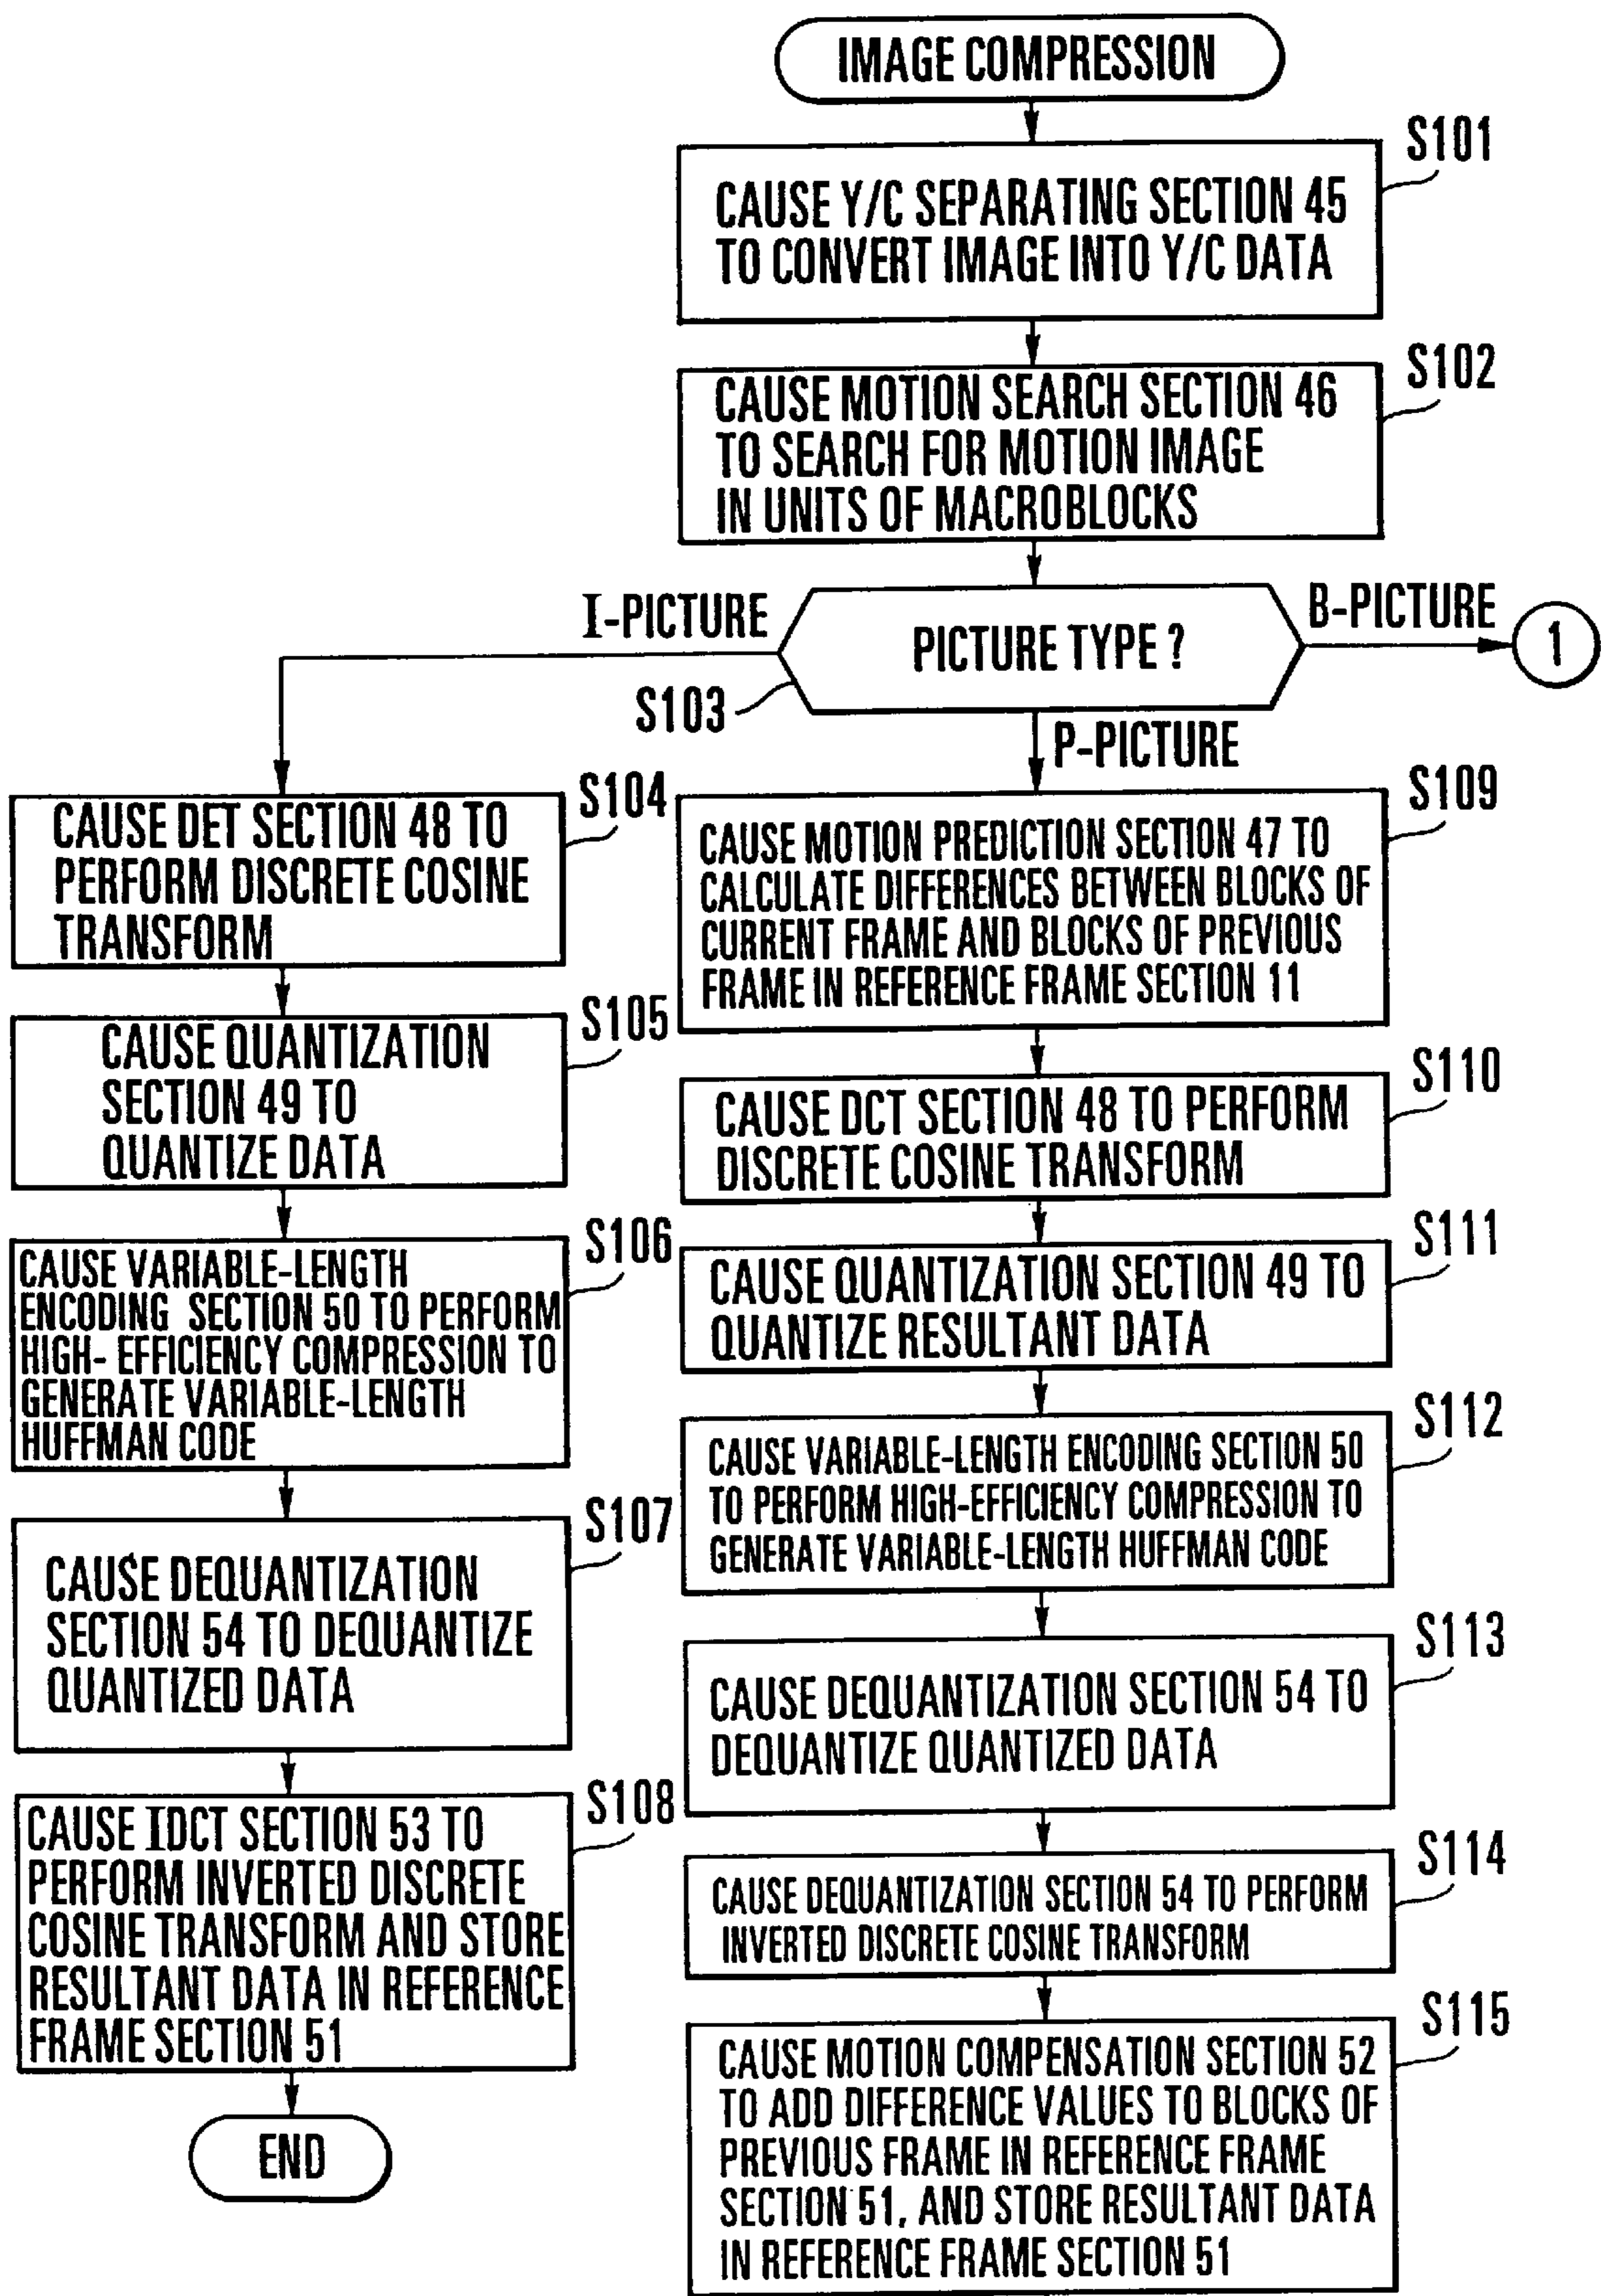 IMAGE COMPRESSION
S101
CAUSE Y/C SEPARATING SECTION 45
TO CONVERT IMAGE INTO Y/C DATA
S102
CAUSE MOTION SEARCH SECTION 46
TO SEARCH FOR MOTION IMAGE
IN UNITS OF MACROBLOCKS
I-PICTURE
PICTURE TYPE ?
B-PICTURE
1
S103
P-PICTURE
S104
CAUSE DET SECTION 48 TO
PERFORM DISCRETE COSINE
TRANSFORM
S105
CAUSE QUANTIZATION
SECTION 49 TO
QUANTIZE DATA
S106
CAUSE VARIABLE-LENGTH
ENCODING SECTION 50 TO PERFORM
HIGH- EFFICIENCY COMPRESSION TO
GENERATE VARIABLE-LENGTH
HUFFMAN CODE
S107
CAUSE DEQUANTIZATION
SECTION 54 TO DEQUANTIZE
QUANTIZED DATA
S108
CAUSE IDCT SECTION 53 TO
PERFORM INVERTED DISCRETE
COSINE TRANSFORM AND STORE
RESULTANT DATA IN REFERENCE
FRAME SECTION 51
END
S109
CAUSE MOTION PREDICTION SECTION 47 TO
CALCULATE DIFFERENCES BETWEEN BLOCKS OF
CURRENT FRAME AND BLOCKS OF PREVIOUS
FRAME IN REFERENCE FRAME SECTION 11
S110
CAUSE DCT SECTION 48 TO PERFORM
DISCRETE COSINE TRANSFORM
S111
CAUSE QUANTIZATION SECTION 49 TO
QUANTIZE RESULTANT DATA
S112
CAUSE VARIABLE-LENGTH ENCODING SECTION 50
TO PERFORM HIGH-EFFICIENCY COMPRESSION TO
GENERATE VARIABLE-LENGTH HUFFMAN CODE
S113
CAUSE DEQUANTIZATION SECTION 54 TO
DEQUANTIZE QUANTIZED DATA
S114
CAUSE DEQUANTIZATION SECTION 54 TO PERFORM
INVERTED DISCRETE COSINE TRANSFORM
S115
CAUSE MOTION COMPENSATION SECTION 52
TO ADD DIFFERENCE VALUES TO BLOCKS OF
PREVIOUS FRAME IN REFERENCE FRAME
SECTION 51, AND STORE RESULTANT DATA
IN REFERENCE FRAME SECTION 51